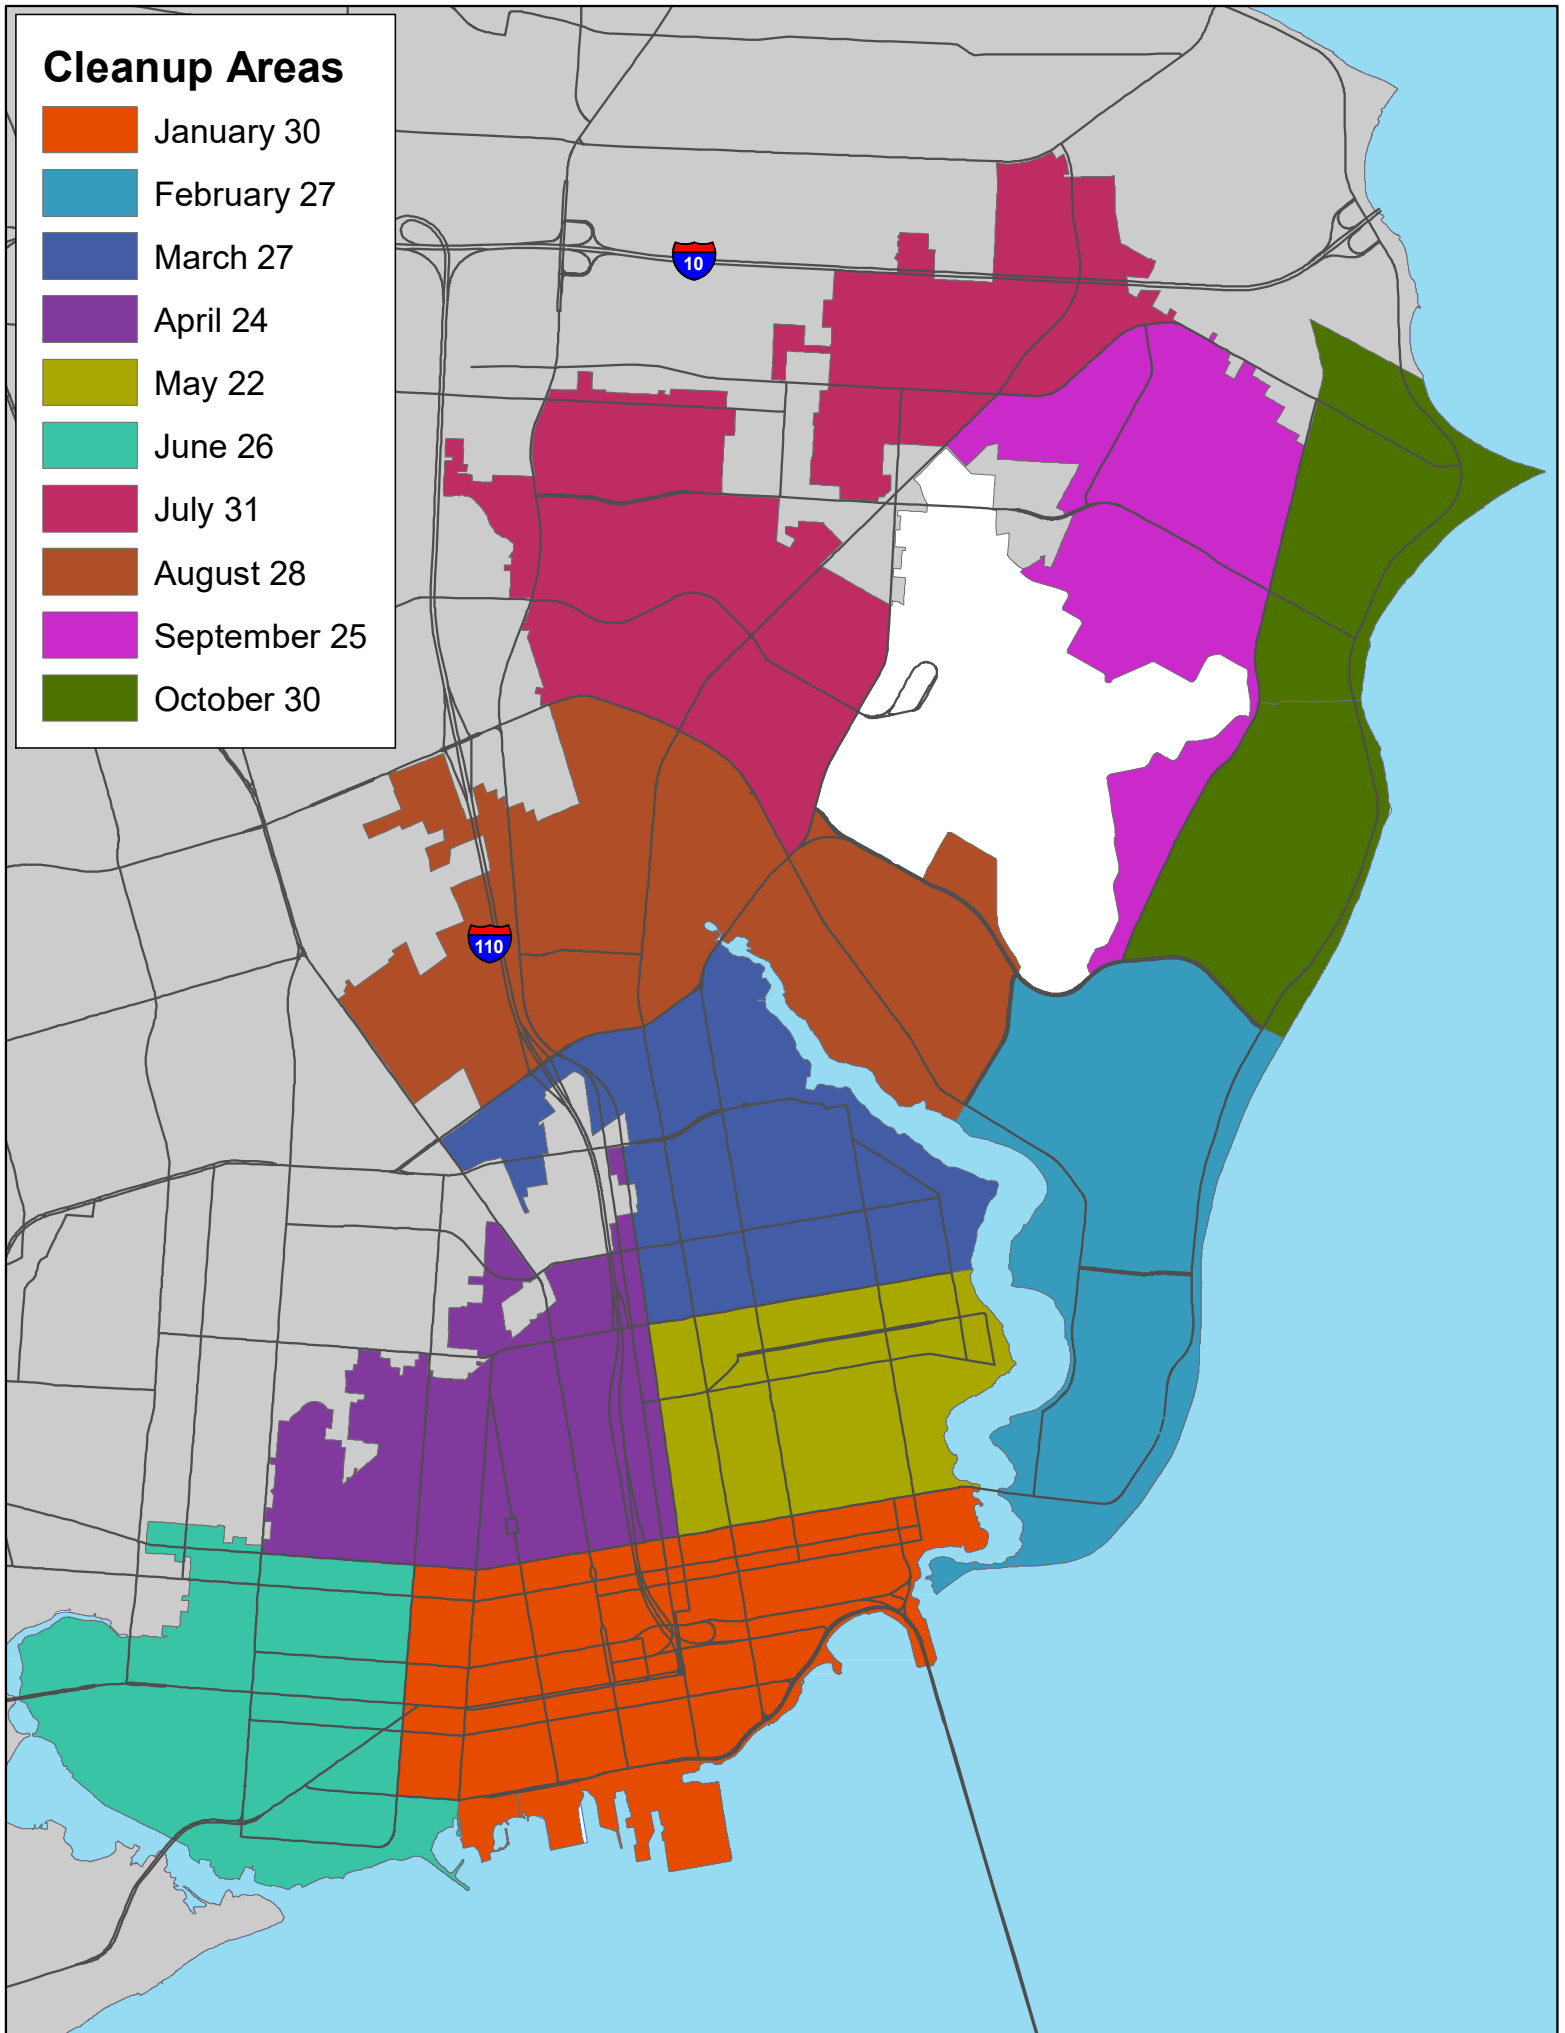 Cleanup Areas
January 30
February 27
March 27
April 24
May 22
June 26
July 31
August 28
September 25
October 30
10
110